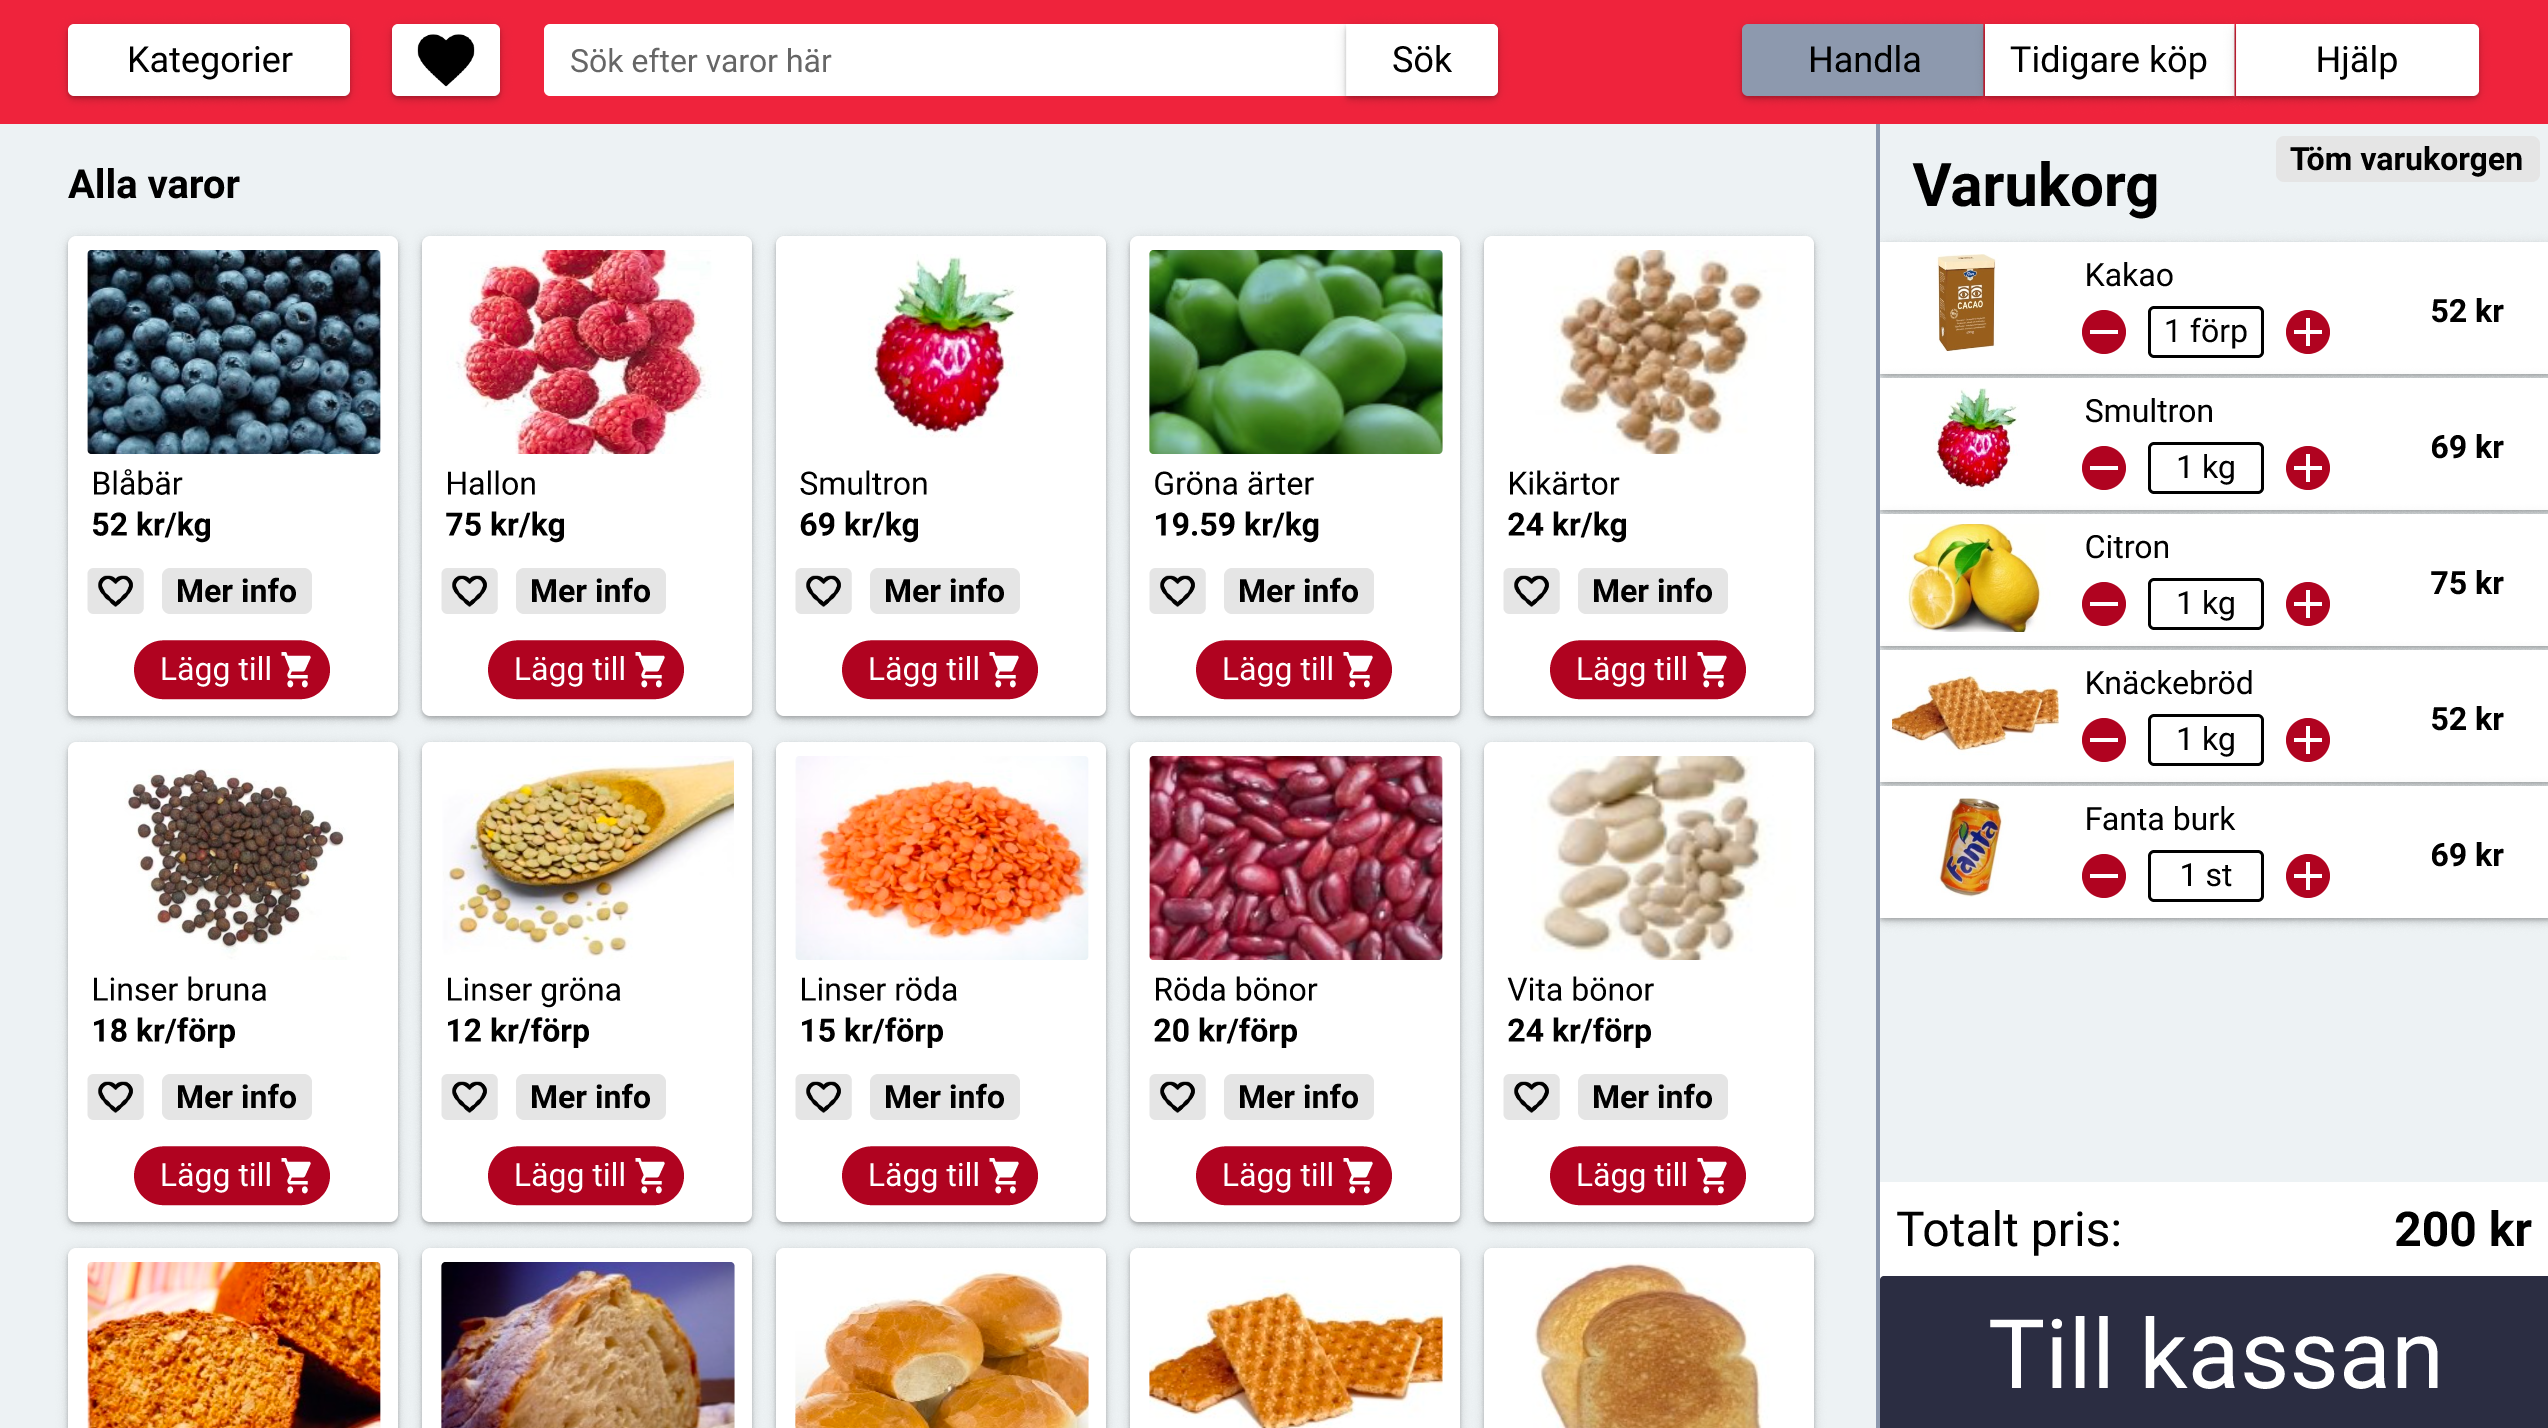 Kategorier
Sök efter varor här
Sök
Handla
Tidigare köp
Hjälp
Alla varor
Blåbär
52 kr/kg
Mer info
Lägg till
Hallon
75 kr/kg
Mer info
Lägg till
Smultron
69 kr/kg
Mer info
Lägg till
Gröna ärter
19.59 kr/kg
Mer info
Lägg till
Kikärtor
24 kr/kg
Mer info
Lägg till
Linser bruna
18 kr/förp
Mer info
Lägg till
Linser gröna
12 kr/förp
Mer info
Lägg till
Linser röda
15 kr/förp
Mer info
Lägg till
Röda bönor
20 kr/förp
Mer info
Lägg till
Vita bönor
24 kr/förp
Mer info
Lägg till
Varukorg
Töm varukorgen
CACAO
Kakao
1 förp
52 kr
Smultron
1 kg
69 kr
Citron
1 kg
75 kr
Knäckebröd
1 kg
52 kr
Fanta
Fanta burk
1 st
69 kr
Totalt pris:
200 kr
Till kassan